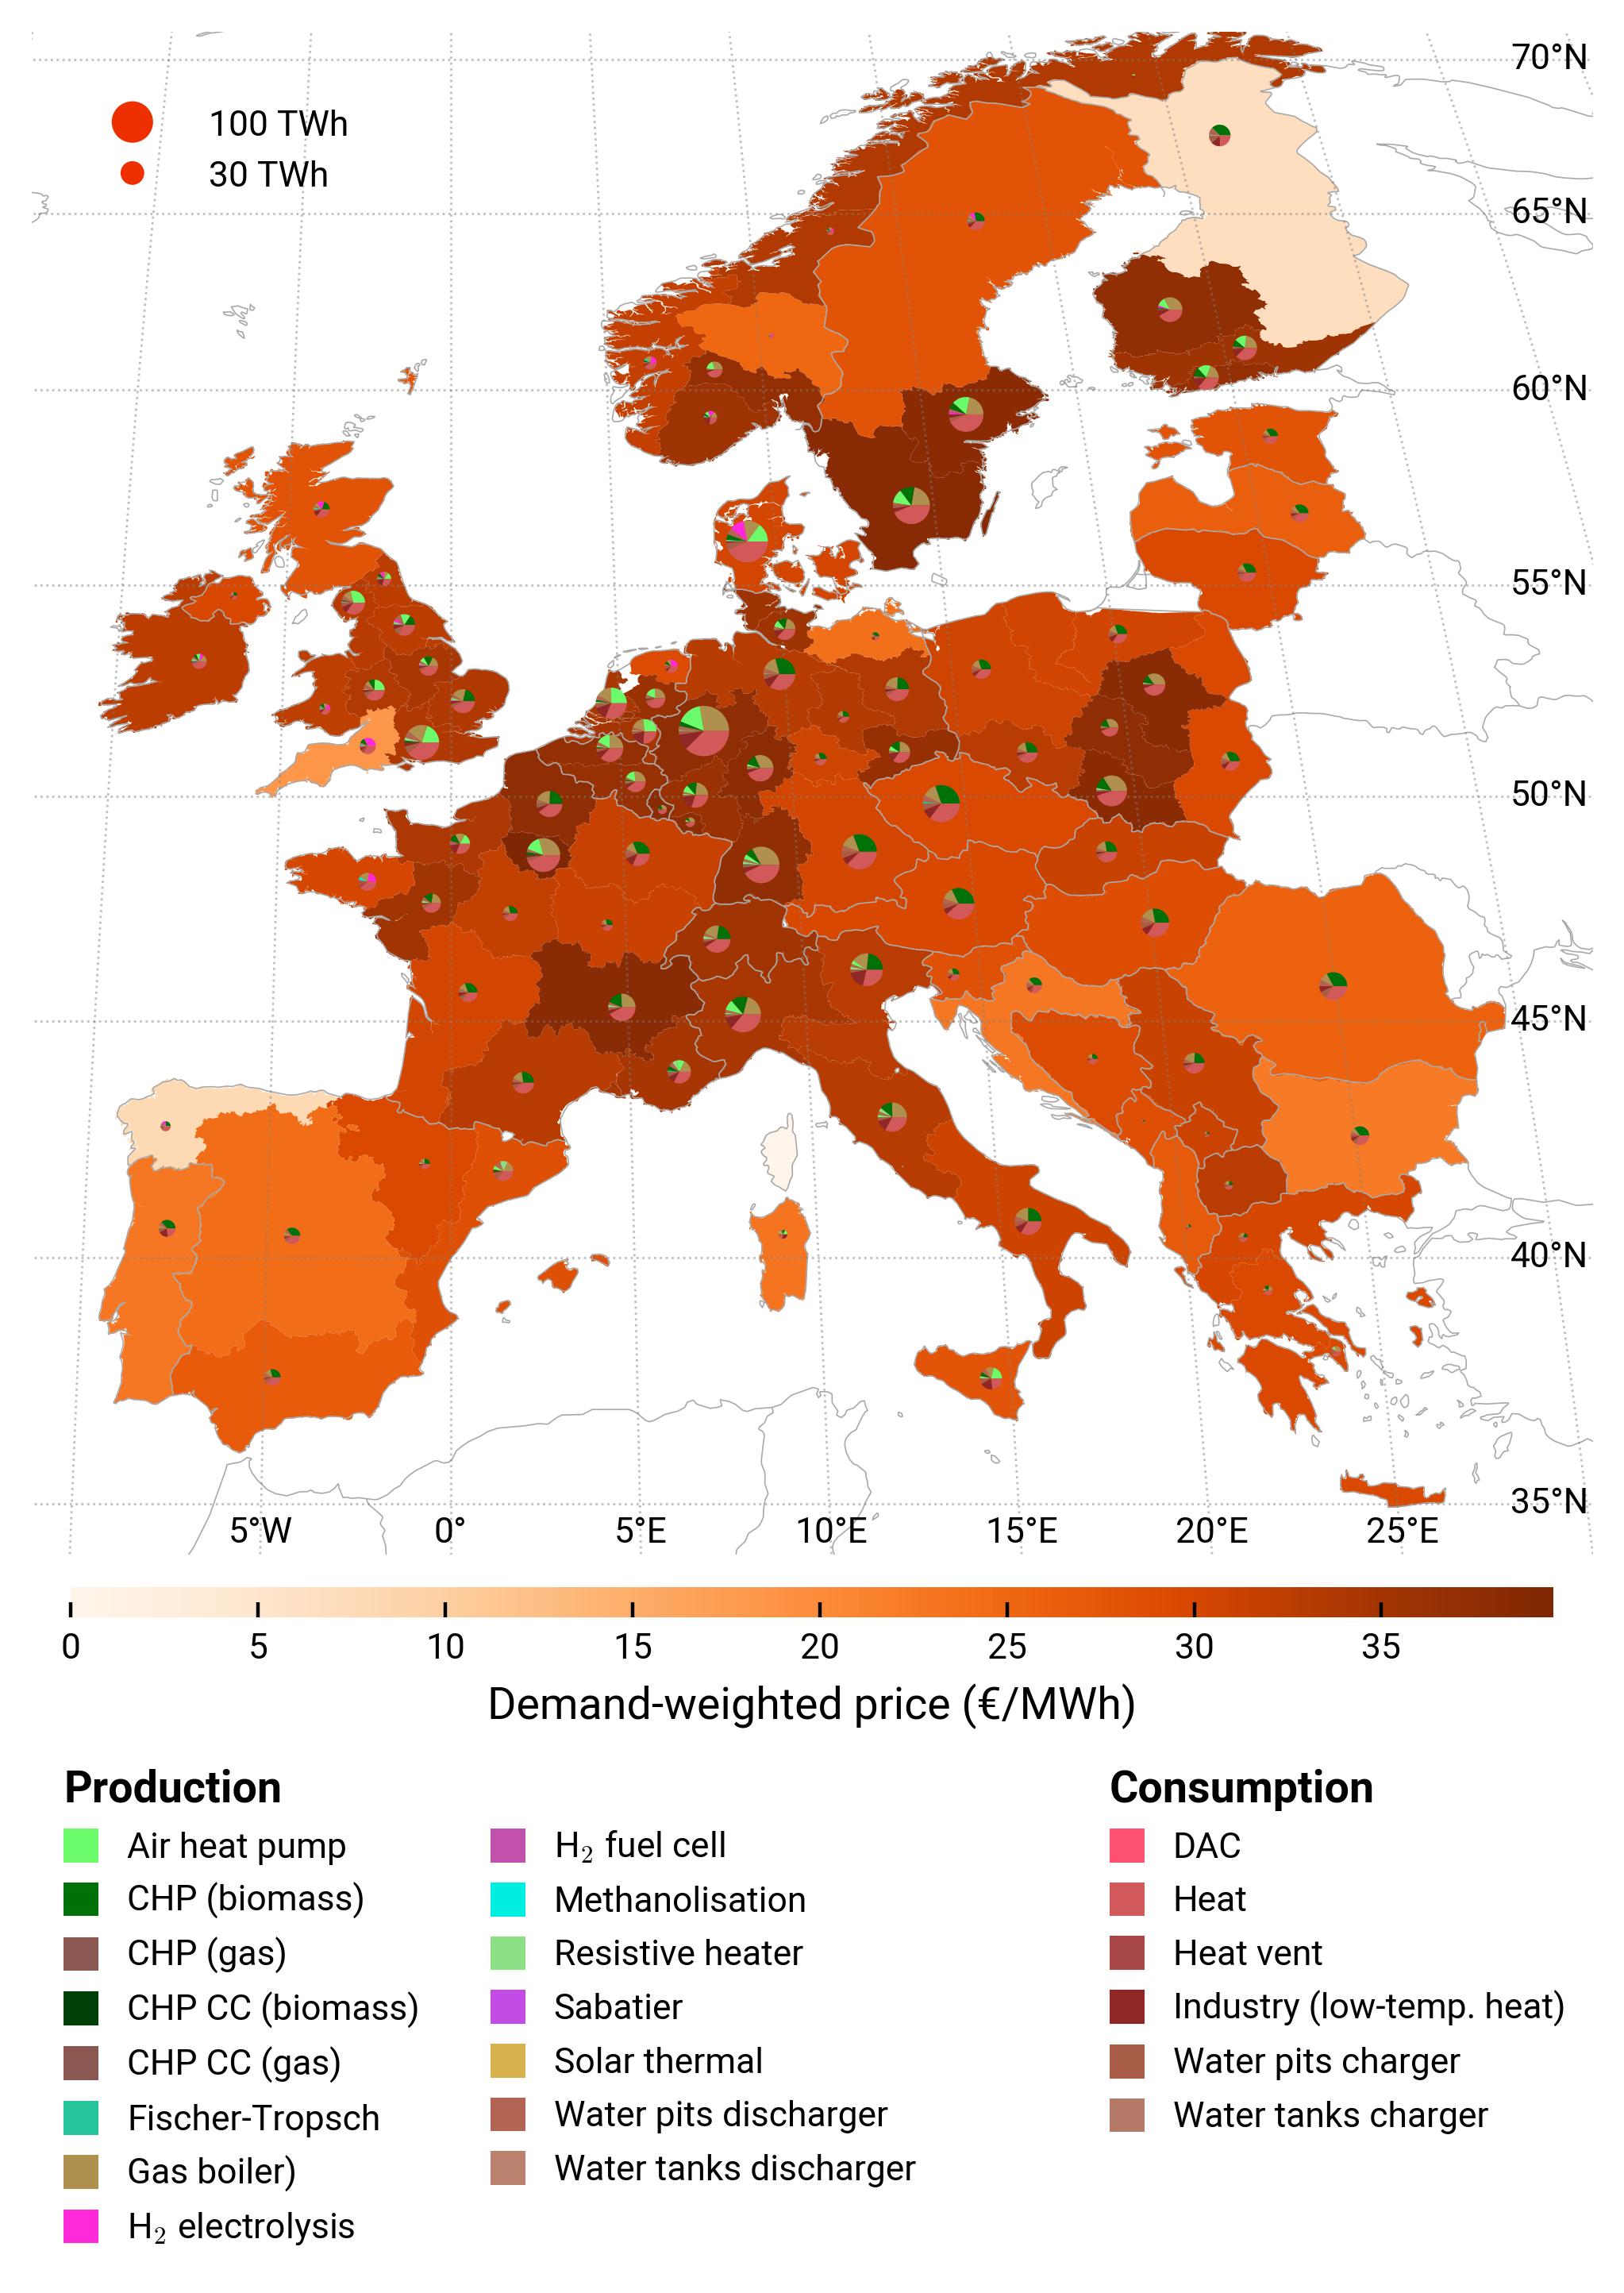 70°N
100 TWh
30 TWh
65°N
60°N
55°N
50°N
45°N
40°N
35°N
5°W 0° 5°E 10°E 15°E 20°E 25°E
0 5 10 15 20 25 30 35
Demand-weighted price (€/MWh)
Production
Air heat pump
CHP (biomass)
CHP (gas)
CHP CC (biomass)
CHP CC (gas)
Fischer-Tropsch
Gas boiler)
H₂ electrolysis
H₂ fuel cell
Methanolisation
Resistive heater
Sabatier
Solar thermal
Water pits discharger
Water tanks discharger
Consumption
DAC
Heat
Heat vent
Industry (low-temp. heat)
Water pits charger
Water tanks charger